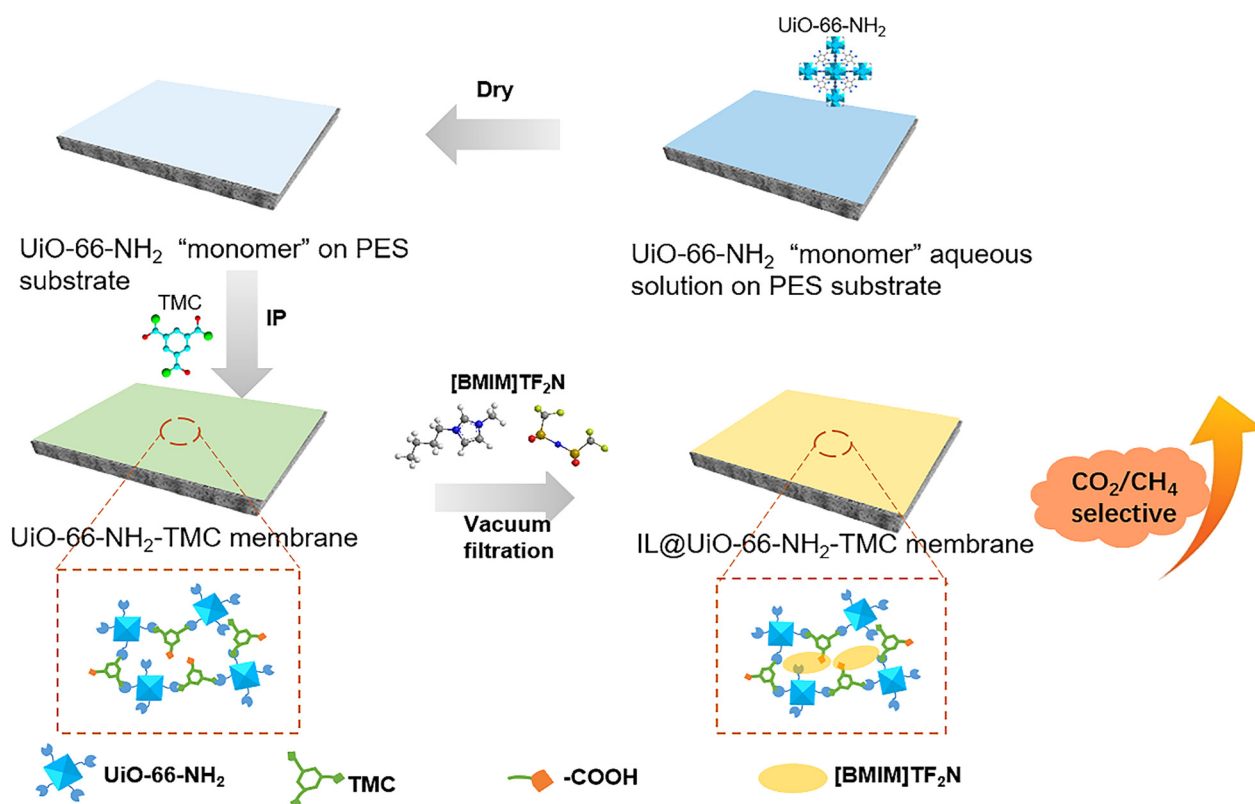 UiO-66-NH₂
Dry
UiO-66-NH₂ “monomer” on PES
substrate
UiO-66-NH₂ “monomer” aqueous
solution on PES substrate
TMC
IP
[BMIM]TF₂N
Vacuum
filtration
UiO-66-NH₂-TMC membrane
IL@UiO-66-NH₂-TMC membrane
CO₂/CH₄
selective
UiO-66-NH₂
TMC
-COOH
[BMIM]TF₂N